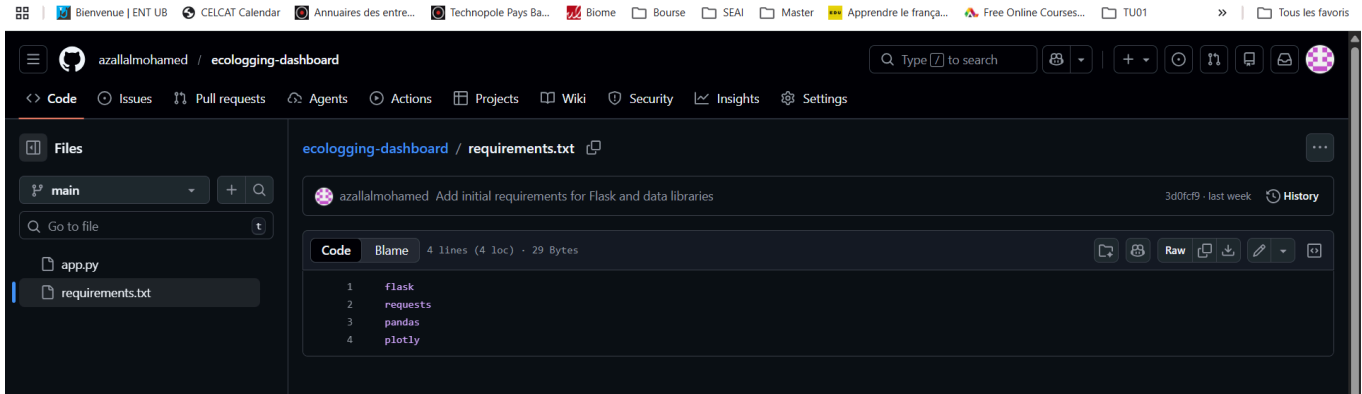 Bienvenue | ENT UB CELCAT Calendar Annuaires des entre... Technopole Pays Ba... Biome Bourse SEAI Master Apprendre le frança... Free Online Courses... TU01 » Tous les favoris
azallalmohamed / ecologging-dashboard Type / to search
Code Issues Pull requests Agents Actions Projects Wiki Security Insights Settings
Files
ecologging-dashboard / requirements.txt
main
azallalmohamed Add initial requirements for Flask and data libraries 3d0fcf9 · last week History
Go to file t
Code Blame 4 lines (4 loc) · 29 Bytes Raw
app.py
requirements.txt
1 flask
2 requests
3 pandas
4 plotly